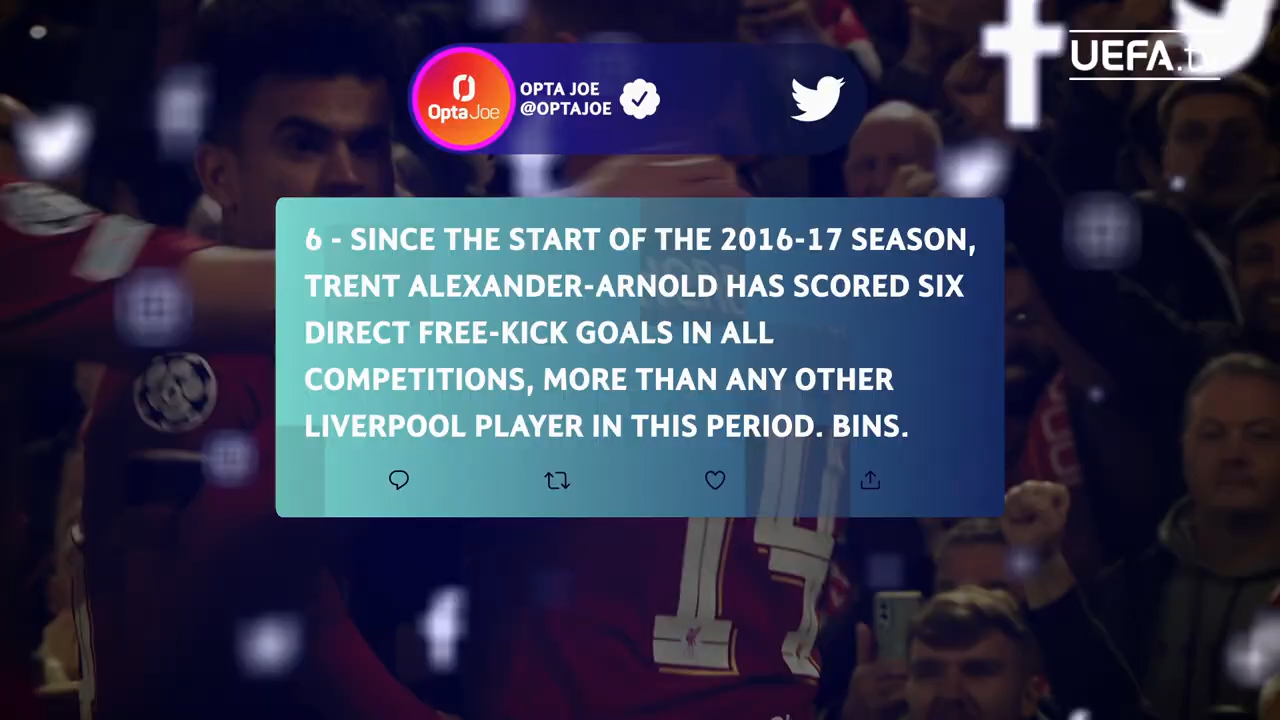 UEFA.t
Opta Joe
OPTA JOE
@OPTAJOE
6 - SINCE THE START OF THE 2016-17 SEASON,
TRENT ALEXANDER-ARNOLD HAS SCORED SIX
DIRECT FREE-KICK GOALS IN ALL
COMPETITIONS, MORE THAN ANY OTHER
LIVERPOOL PLAYER IN THIS PERIOD. BINS.